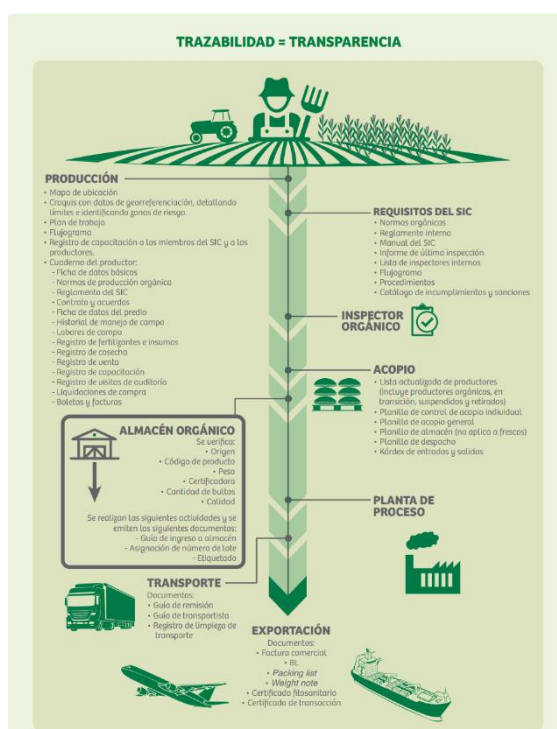 TRAZABILIDAD = TRANSPARENCIA
PRODUCCIÓN
• Mapa de ubicación
• Croquis con datos de georreferenciación, detallando
límites e identificando zonas de riesgo.
• Plan de trabajo
• Flujograma
• Registro de capacitación a los miembros del SIC y a los
productores.
• Cuaderno del productor:
- Ficha de datos básicos
- Normas de producción orgánica
- Reglamento del SIC
- Contrato y acuerdos
- Ficha de datos del predio
- Historial de manejo de campo
- Labores de campo
- Registro de fertilizantes e insumos
- Registro de cosecha
- Registro de venta
- Registro de capacitación
- Registro de visitas de auditoría
- Liquidaciones de compra
- Boletas y facturas
REQUISITOS DEL SIC
• Normas orgánicas
• Reglamento interno
• Manual del SIC
• Informe de última inspección
• Lista de inspectores internos
• Flujograma
• Procedimientos
• Catálogo de incumplimientos y sanciones
INSPECTOR
ORGÁNICO
ACOPIO
• Lista actualizada de productores
(incluye productores orgánicos, en
transición, suspendidos y retirados)
• Planilla de control de acopio individual
• Planilla de acopio general
• Planilla de almacén (no aplica a frescos)
• Planilla de despacho
• Kárdex de entradas y salidas
ALMACÉN ORGÁNICO
Se verifica:
• Origen
• Código de producto
• Peso
• Certificadora
• Cantidad de bultos
• Calidad
Se realizan las siguientes actividades y se
emiten los siguientes documentos:
- Guía de ingreso a almacén
- Asignación de número de lote
- Etiquetado
PLANTA DE
PROCESO
TRANSPORTE
Documentos:
• Guía de remisión
• Guía de transportista
• Registro de limpieza de
transporte
EXPORTACIÓN
Documentos:
• Factura comercial
• BL
• Packing list
• Weight note
• Certificado fitosanitario
• Certificado de transacción